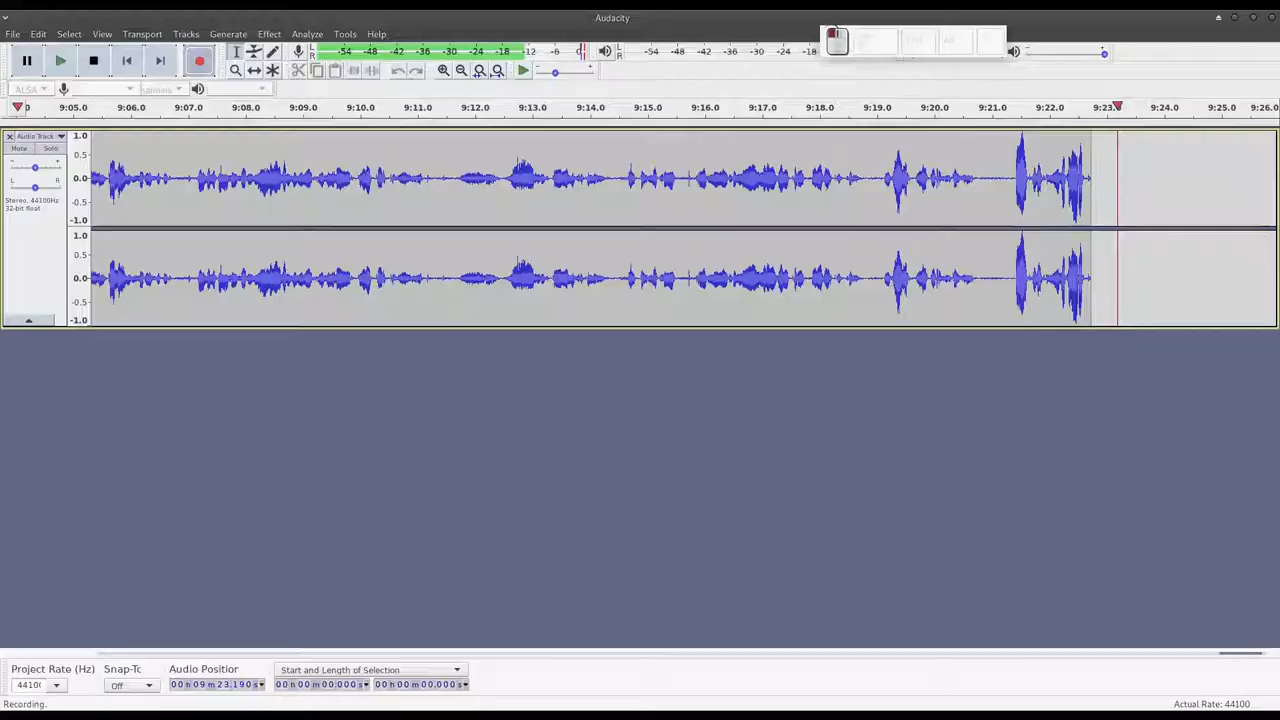 Audacity
File Edit Select View Transport Tracks Generate Effect Analyze Tools Help
L R -54 -48 -42 -36 -30 -24 -18 -12 -6 0 L R -54 -48 -42 -36 -30 -24 -18
ALSA
9:05.0 9:06.0 9:07.0 9:08.0 9:09.0 9:10.0 9:11.0 9:12.0 9:13.0 9:14.0 9:15.0 9:16.0 9:17.0 9:18.0 9:19.0 9:20.0 9:21.0 9:22.0 9:24.0 9:25.0 9:26.0
Audio Track 1.0
Mute Solo
0.5
- +
0.0
L R
Stereo, 44100Hz -0.5
32-bit float
-1.0
1.0
0.5
0.0
-0.5
-1.0
Project Rate (Hz) Snap-To Audio Position Start and Length of Selection
Off 00 h 09 m 23.190 s 00 h 00 m 00.000 s 00 h 00 m 00.000 s
Recording. Actual Rate: 44100